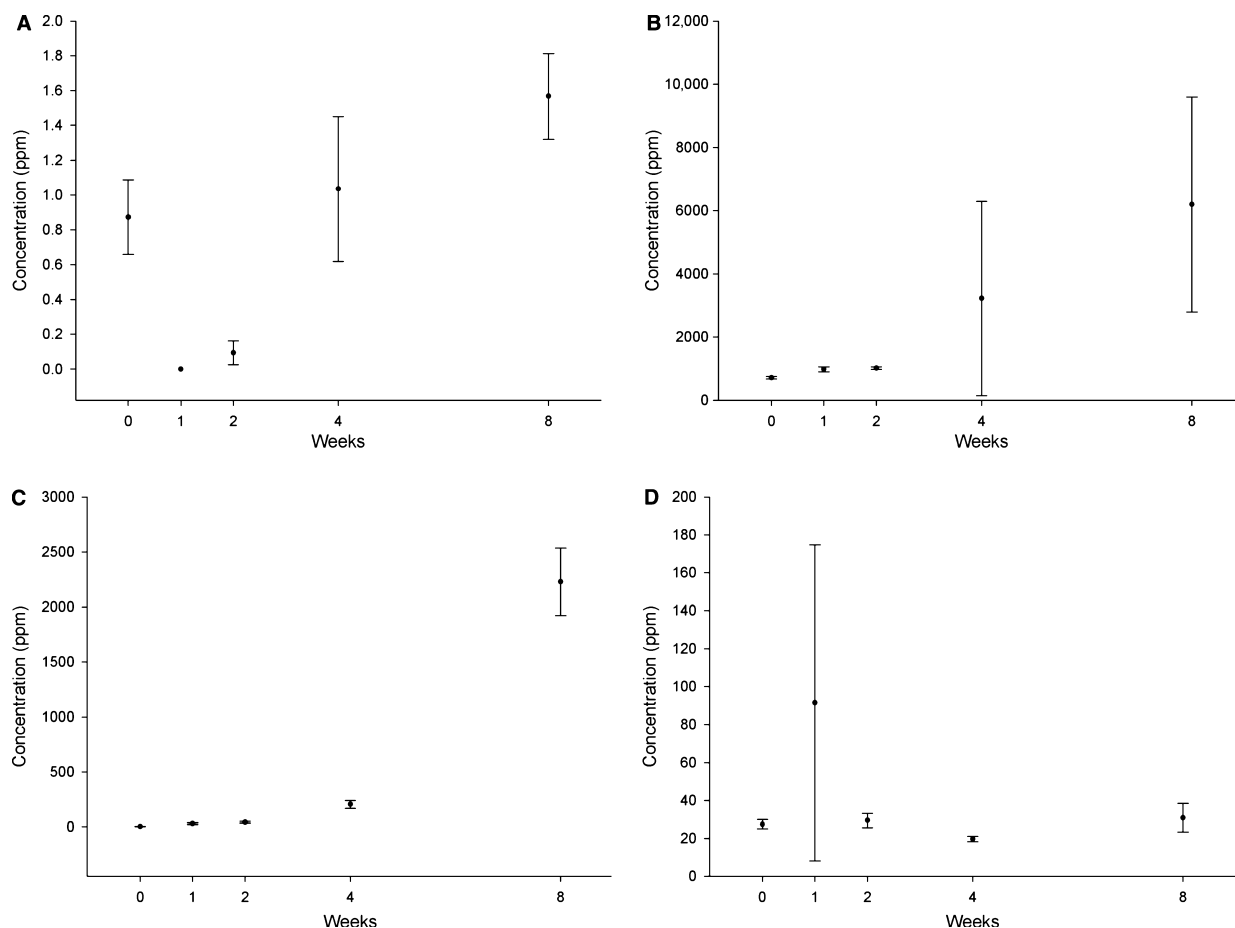 A
Concentration (ppm)
2.0
1.8
1.6
1.4
1.2
1.0
0.8
0.6
0.4
0.2
0.0
0 1 2 4 8
Weeks
B
Concentration (ppm)
12,000
10,000
8000
6000
4000
2000
0
0 1 2 4 8
Weeks
C
Concentration (ppm)
3000
2500
2000
1500
1000
500
0
0 1 2 4 8
Weeks
D
Concentration (ppm)
200
180
160
140
120
100
80
60
40
20
0
0 1 2 4 8
Weeks